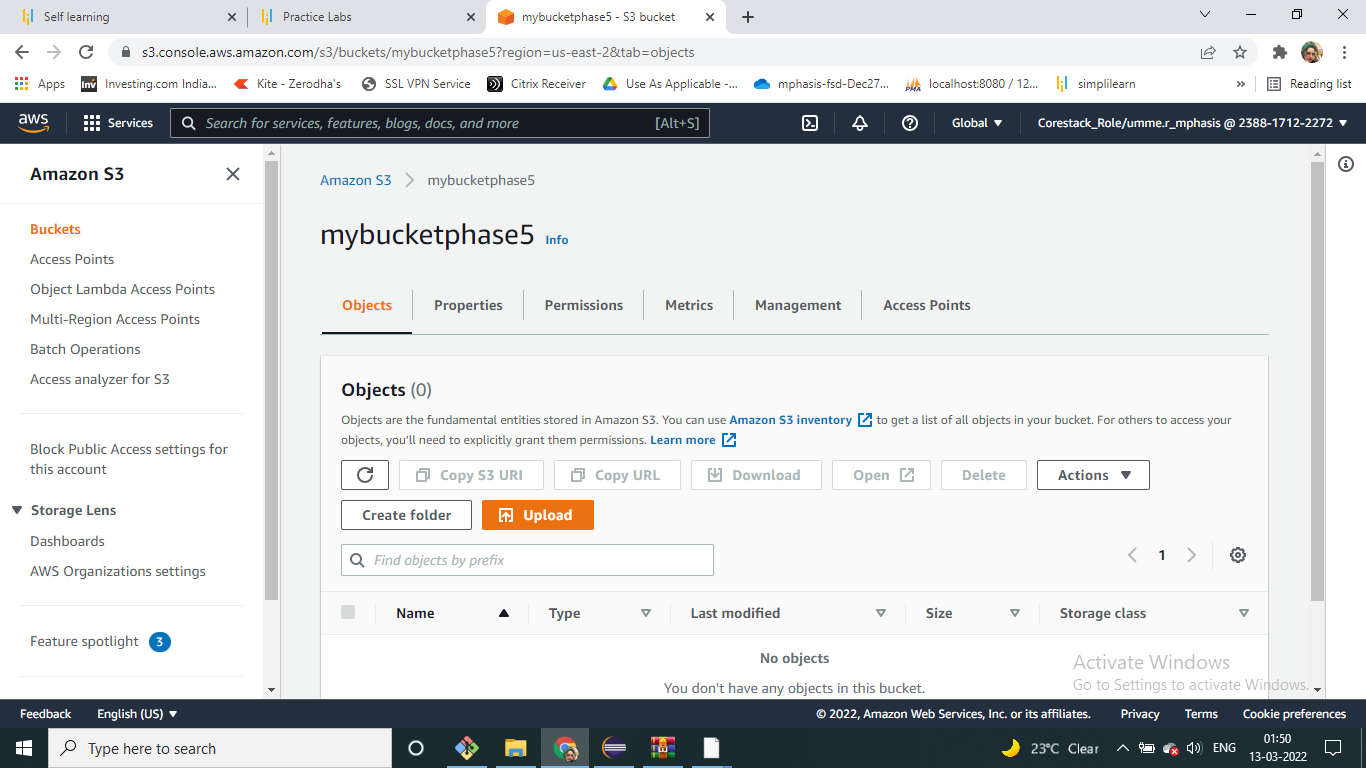 Self learning
Practice Labs
mybucketphase5 - S3 bucket
s3.console.aws.amazon.com/s3/buckets/mybucketphase5?region=us-east-2&tab=objects
Apps
inv Investing.com India...
Kite - Zerodha's
SSL VPN Service
Citrix Receiver
Use As Applicable -...
mphasis-fsd-Dec27...
localhost:8080 / 12...
simplilearn
»
Reading list
aws
Services
Search for services, features, blogs, docs, and more [Alt+S]
Global
Corestack_Role/umme.r_mphasis @ 2388-1712-2272
Amazon S3
Buckets
Access Points
Object Lambda Access Points
Multi-Region Access Points
Batch Operations
Access analyzer for S3
Block Public Access settings for
this account
Storage Lens
Dashboards
AWS Organizations settings
Feature spotlight 3
Amazon S3 > mybucketphase5
mybucketphase5 Info
Objects
Properties
Permissions
Metrics
Management
Access Points
Objects (0)
Objects are the fundamental entities stored in Amazon S3. You can use Amazon S3 inventory to get a list of all objects in your bucket. For others to access your
objects, you'll need to explicitly grant them permissions. Learn more
Copy S3 URI
Copy URL
Download
Open
Delete
Actions
Create folder
Upload
Find objects by prefix
1
Name
Type
Last modified
Size
Storage class
No objects
You don't have any objects in this bucket.
Activate Windows
Go to Settings to activate Windows.
Feedback
English (US)
© 2022, Amazon Web Services, Inc. or its affiliates.
Privacy
Terms
Cookie preferences
Type here to search
23°C Clear
ENG
01:50
13-03-2022